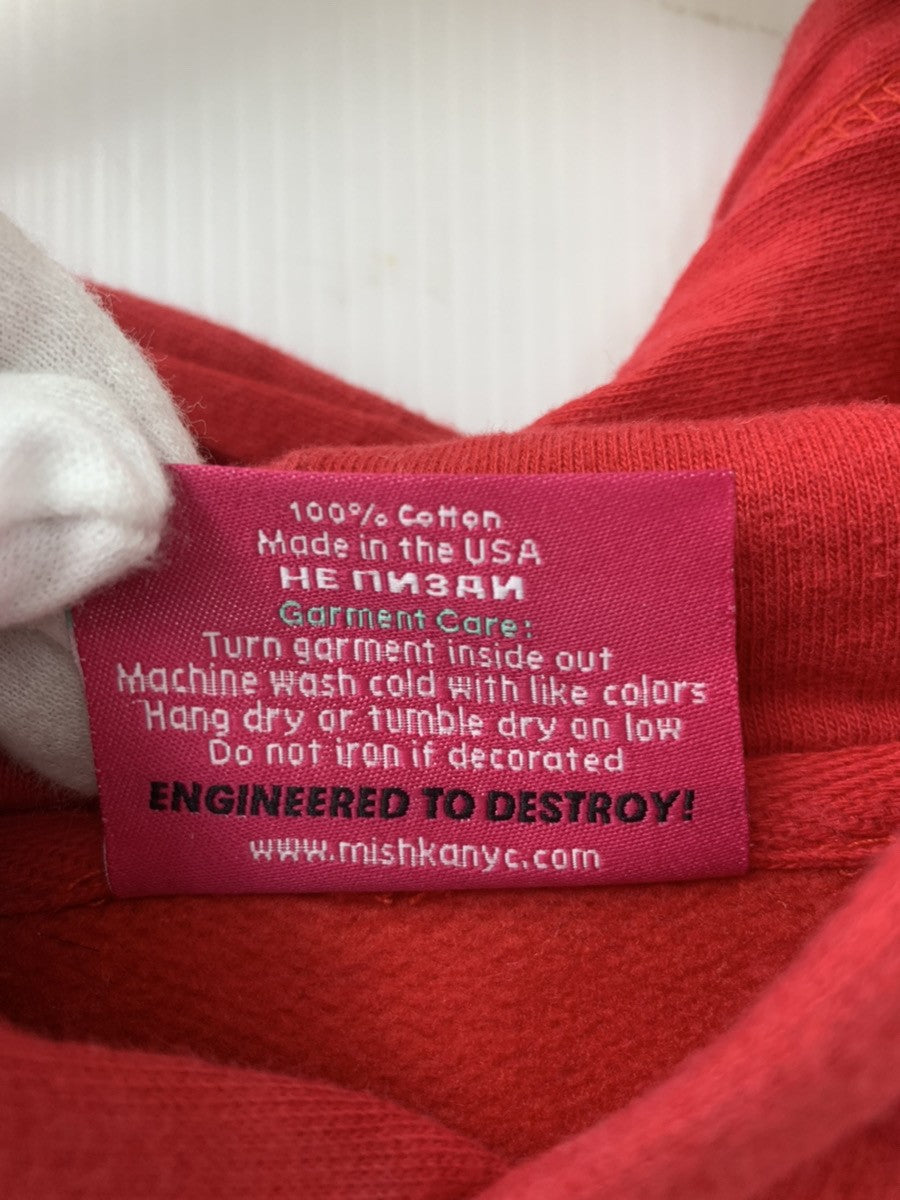 100% Cotton
Made in the USA
НЕ ПИЗДИ
Garment Care:
Turn garment inside out
Machine wash cold with like colors
Hang dry or tumble dry on low
Do not iron if decorated
ENGINEERED TO DESTROY!
www.mishkanyc.com